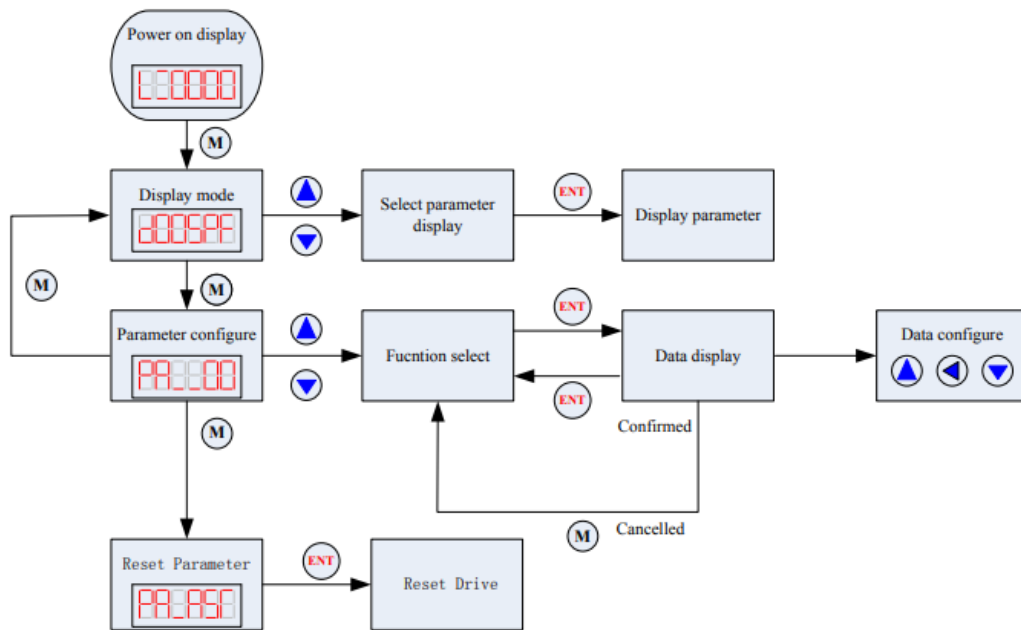 Power on display
M
Display mode
ENT
Select parameter
display
Display parameter
M
M
Parameter configure
PA__00
ENT
Fucntion select
Data display
Data configure
ENT
M
Confirmed
M
Cancelled
Reset Parameter
ENT
Reset Drive